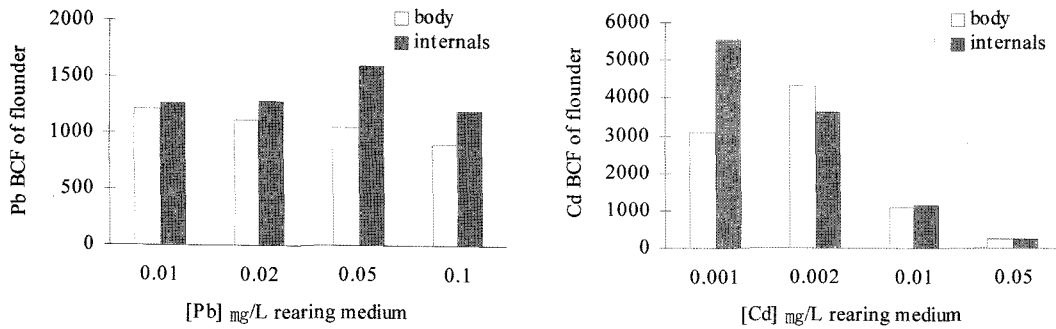 Pb BCF of flounder
2000
1500
1000
500
0
body
internals
0.01 0.02 0.05 0.1
[Pb] ㎎/L rearing medium
Cd BCF of flounder
6000
5000
4000
3000
2000
1000
0
body
internals
0.001 0.002 0.01 0.05
[Cd] ㎎/L rearing medium